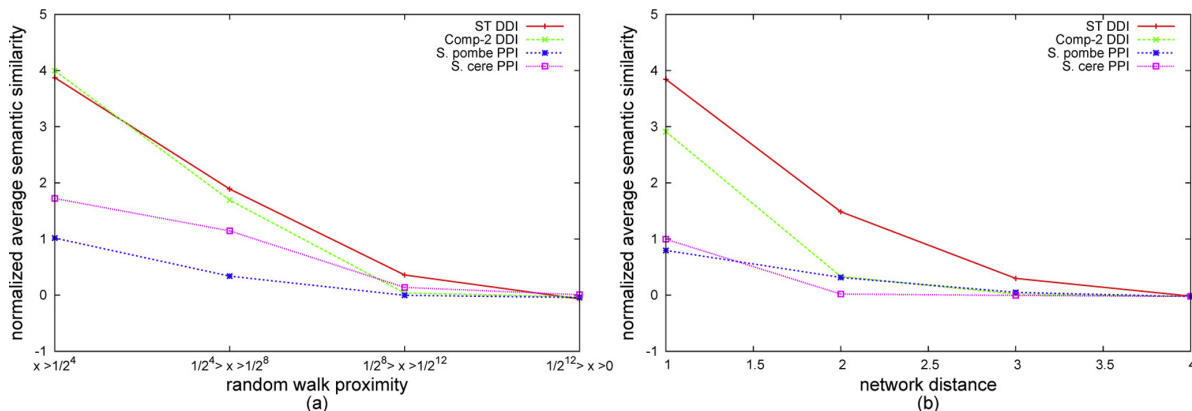 5
4
3
2
1
0
-1
normalized average semantic similarity
ST DDI
Comp-2 DDI
S. pombe PPI
S. cere PPI
x >1/2^4
1/2^4> x >1/2^8
1/2^8> x >1/2^12
1/2^12> x >0
random walk proximity
(a)
5
4
3
2
1
0
-1
normalized average semantic similarity
ST DDI
Comp-2 DDI
S. pombe PPI
S. cere PPI
1
1.5
2
2.5
3
3.5
4
network distance
(b)